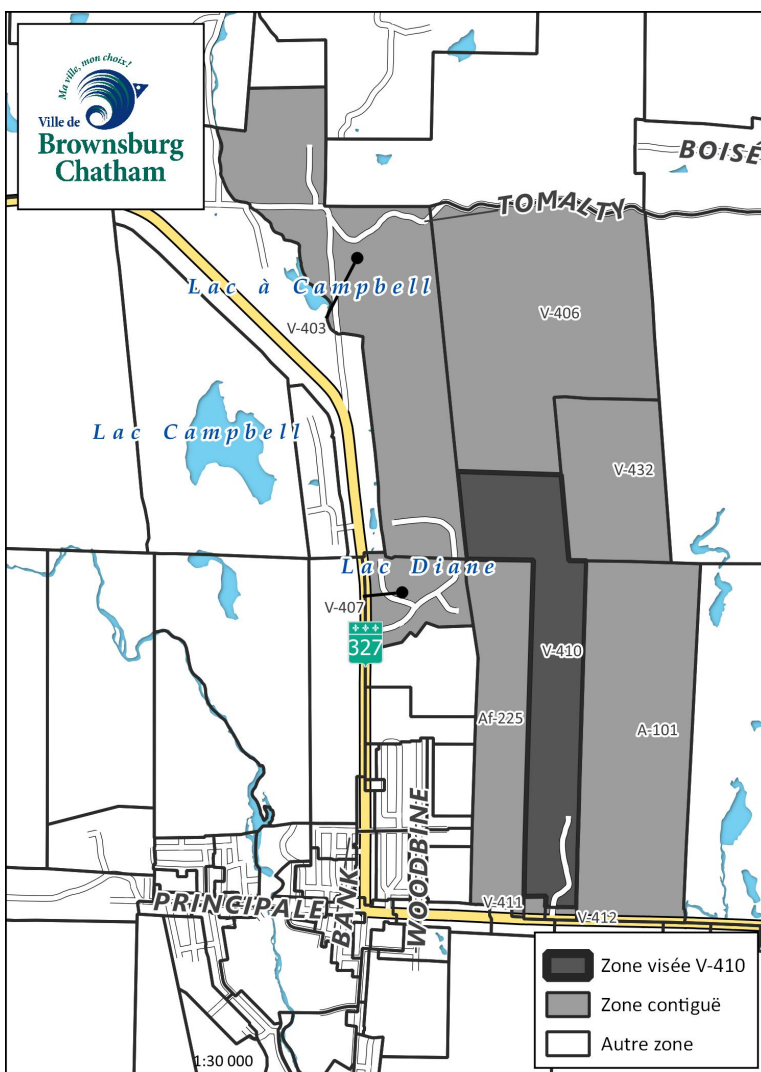 Ma ville, mon choix!
Ville de
Brownsburg
Chatham
BOISÉ
TOMALTY
Lac à Campbell
V-406
V-403
Lac Campbell
V-432
Lac Diane
V-407
327
V-410
Af-225
A-101
WOODBINE
BANK
PRINCIPALE
V-411
V-412
Zone visée V-410
Zone contiguë
Autre zone
1:30 000